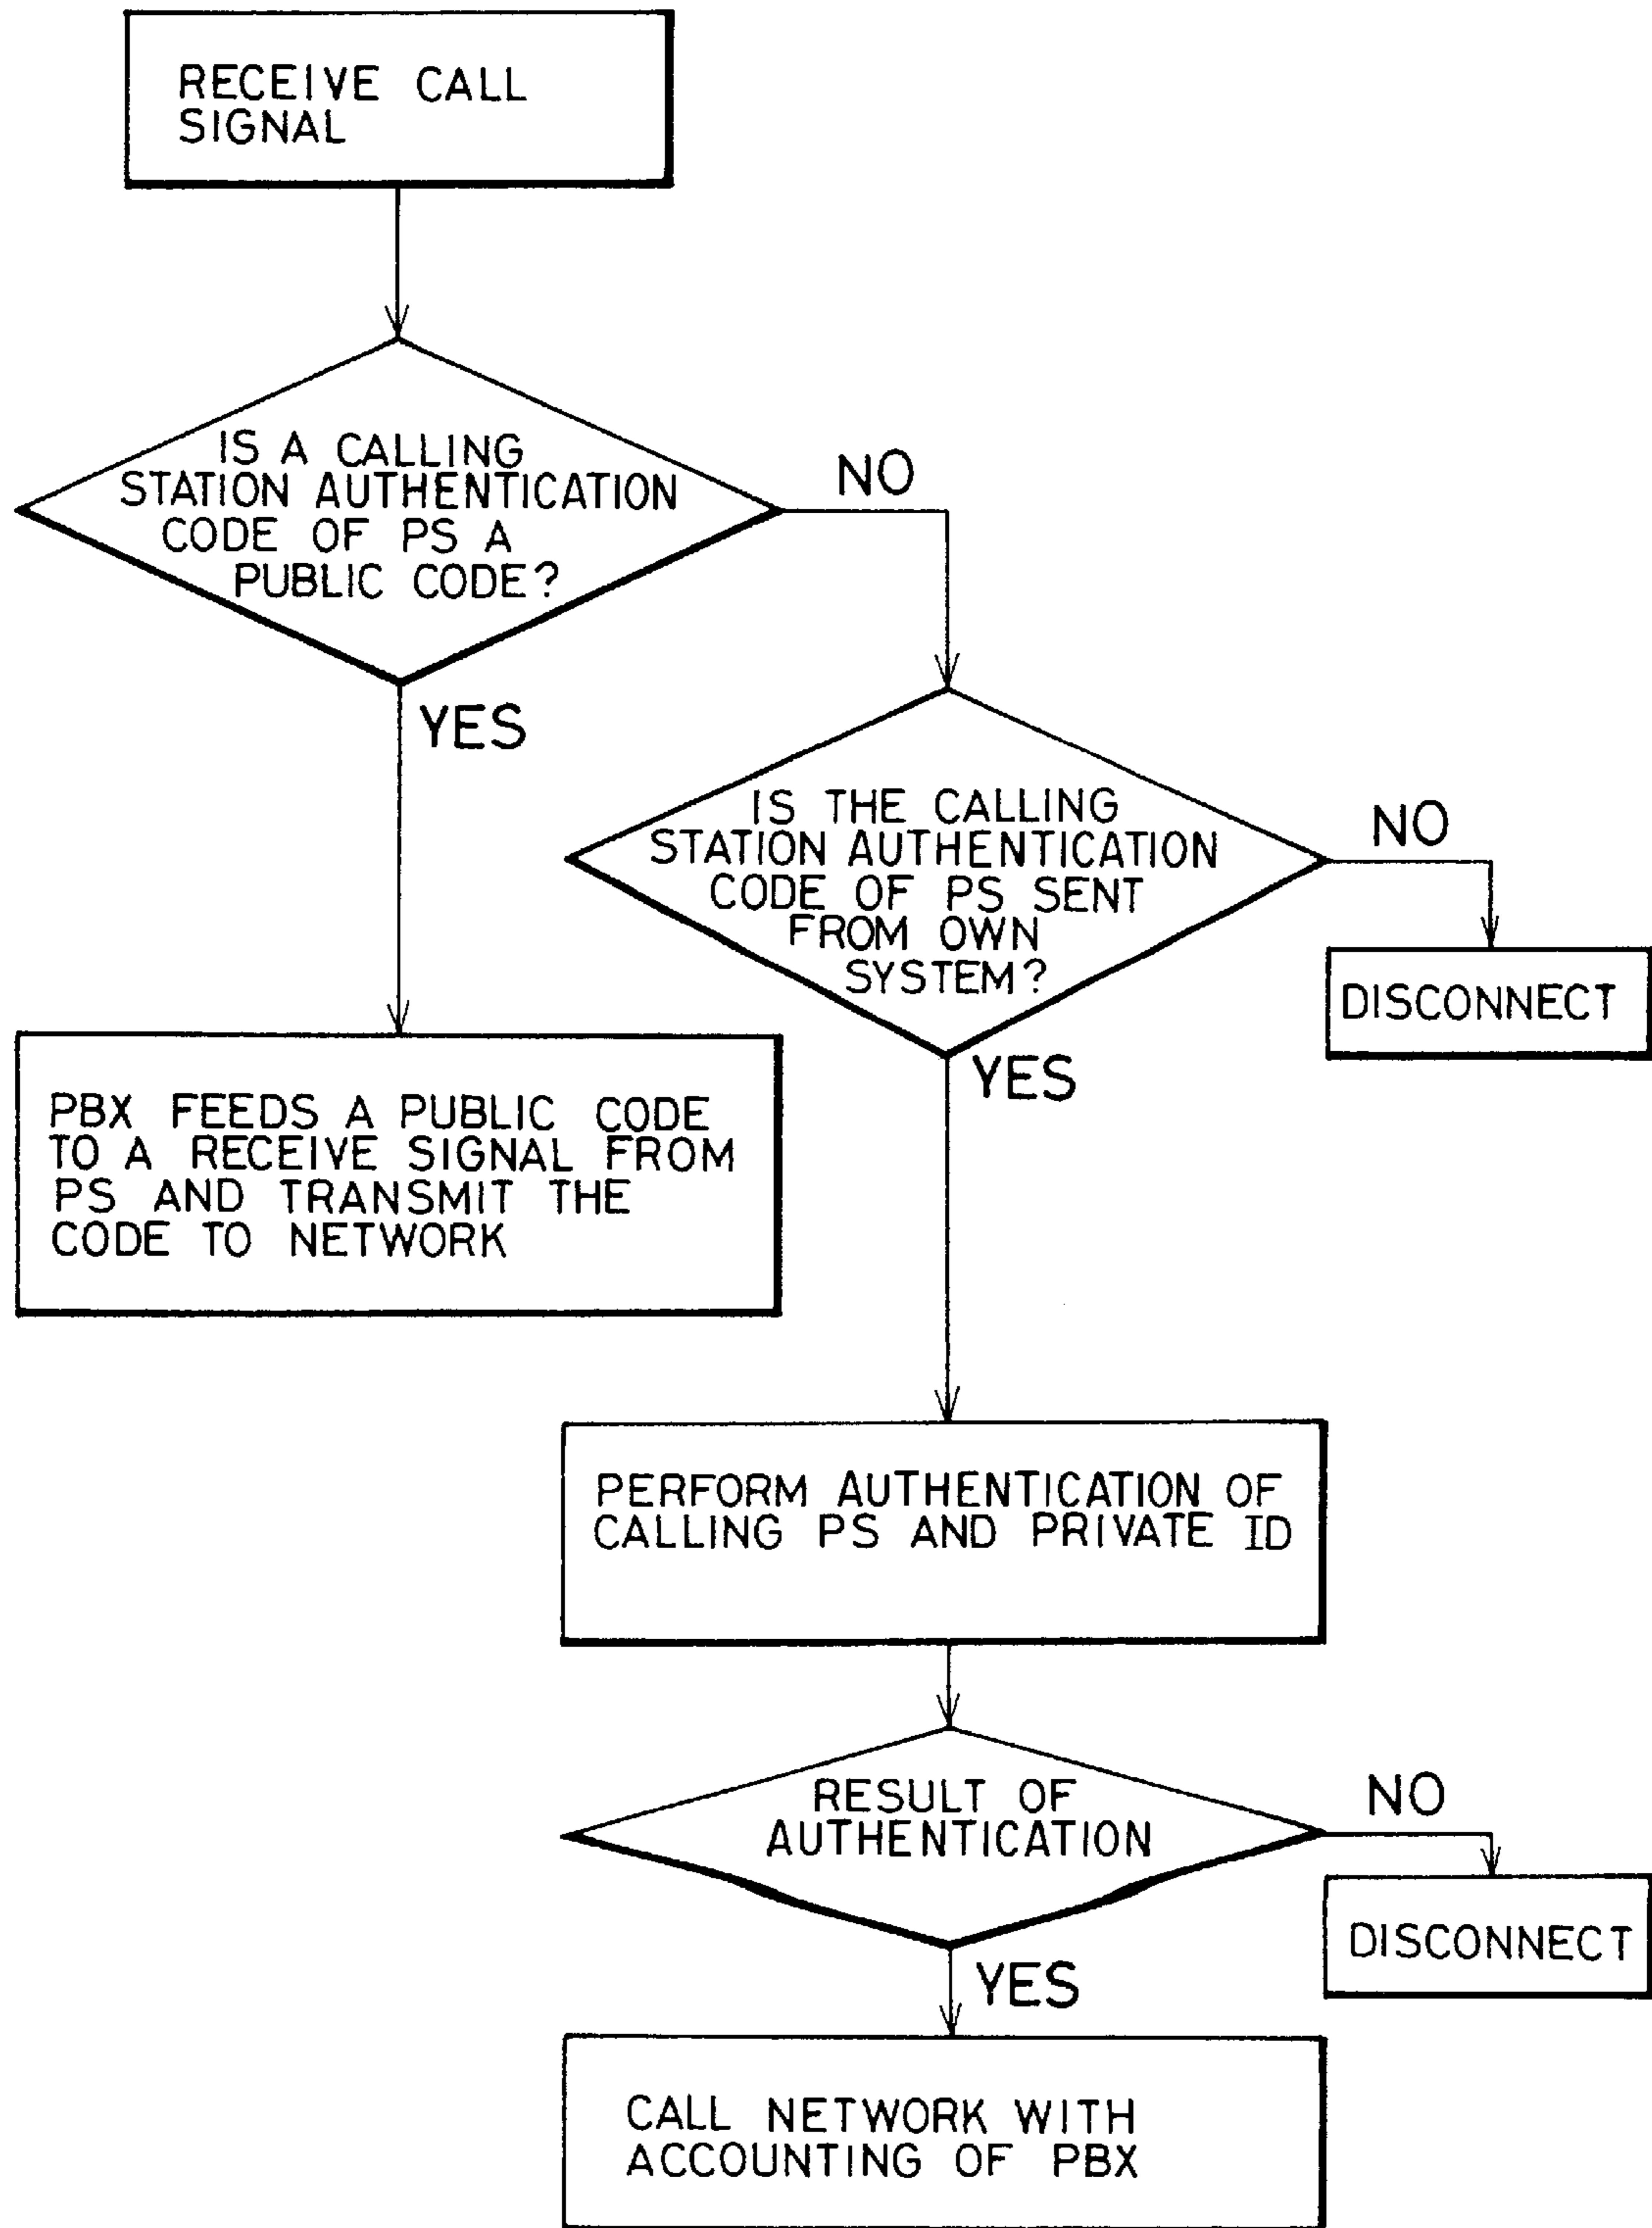 RECEIVE CALL
SIGNAL
IS A CALLING
STATION AUTHENTICATION
CODE OF PS A
PUBLIC CODE?
NO
YES
IS THE CALLING
STATION AUTHENTICATION
CODE OF PS SENT
FROM OWN
SYSTEM?
NO
DISCONNECT
YES
PBX FEEDS A PUBLIC CODE
TO A RECEIVE SIGNAL FROM
PS AND TRANSMIT THE
CODE TO NETWORK
PERFORM AUTHENTICATION OF
CALLING PS AND PRIVATE ID
RESULT OF
AUTHENTICATION
NO
DISCONNECT
YES
CALL NETWORK WITH
ACCOUNTING OF PBX